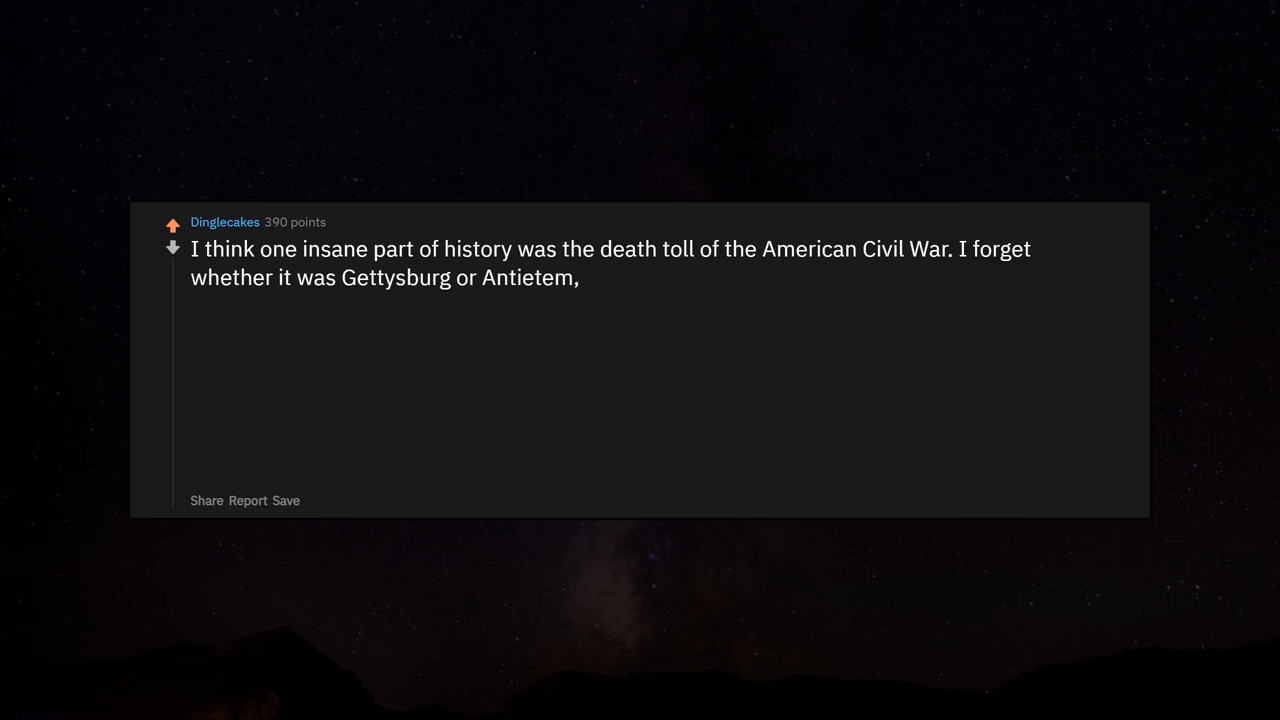 Dinglecakes 390 points
I think one insane part of history was the death toll of the American Civil War. I forget
whether it was Gettysburg or Antietem,
Share Report Save